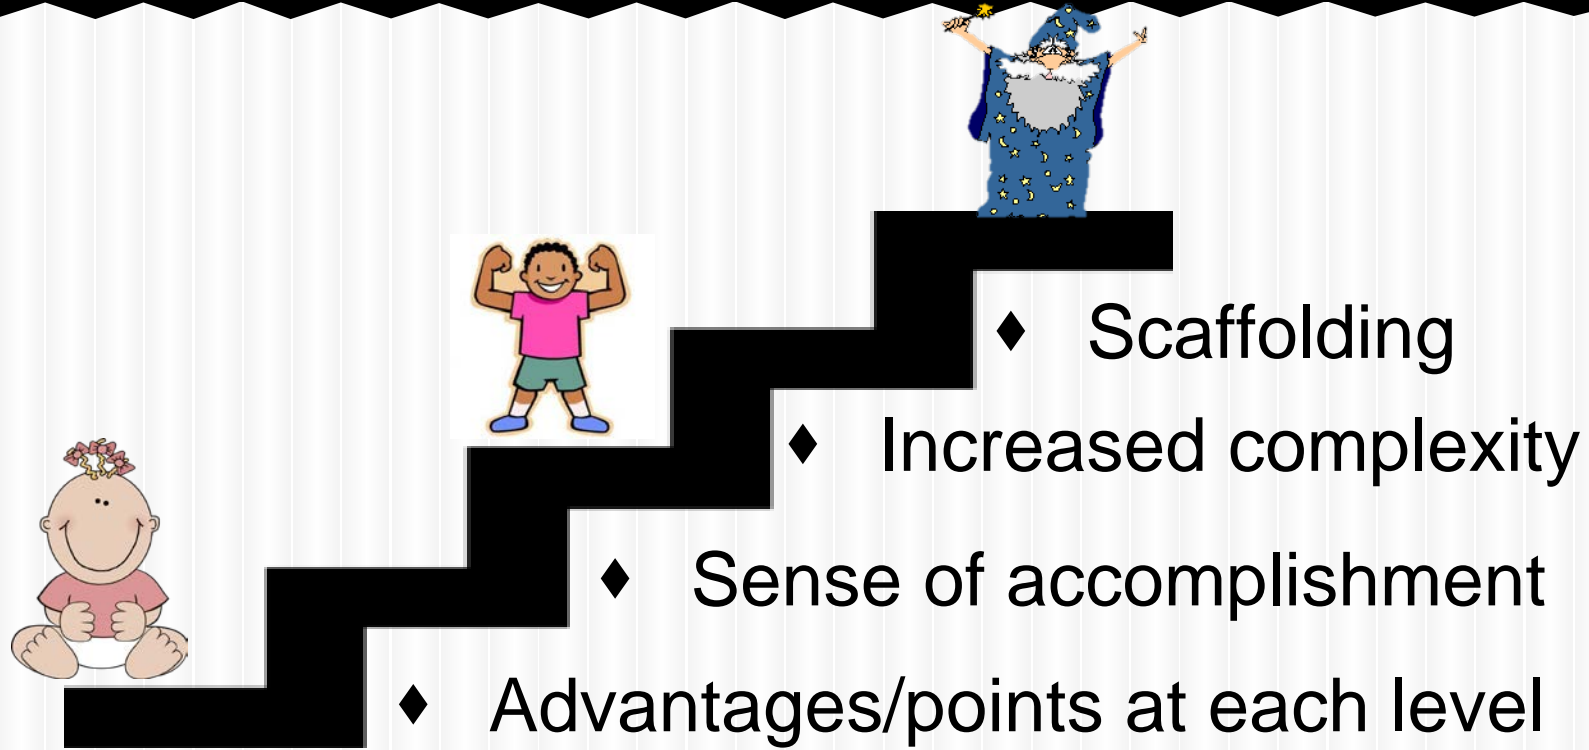 ♦ Scaffolding
♦ Increased complexity
♦ Sense of accomplishment
♦ Advantages/points at each level